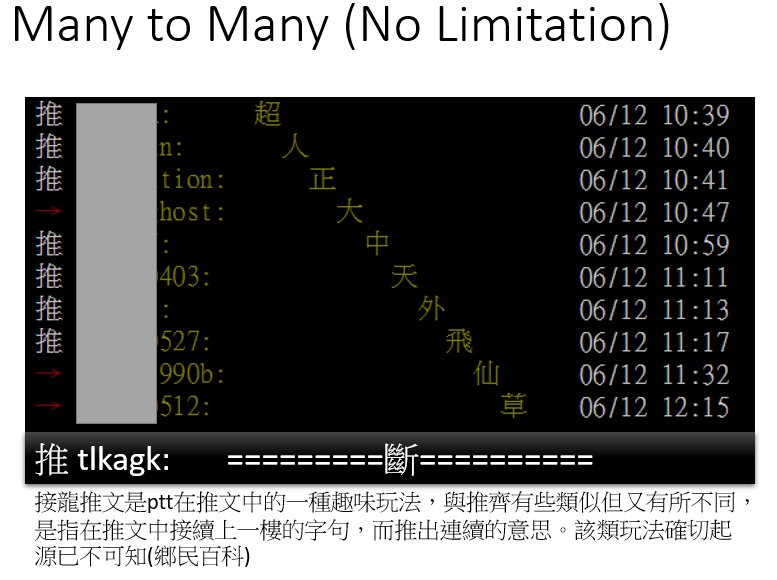 Many to Many (No Limitation)
推 : 超 06/12 10:39
推 n: 人 06/12 10:40
推 tion: 正 06/12 10:41
→ host: 大 06/12 10:47
推 : 中 06/12 10:59
推 403: 天 06/12 11:11
推 : 外 06/12 11:13
推 527: 飛 06/12 11:17
→ 990b: 仙 06/12 11:32
→ 512: 草 06/12 12:15
推 tlkagk: =========斷==========
接龍推文是ptt在推文中的一種趣味玩法，與推齊有些類似但又有所不同，
是指在推文中接續上一樓的字句，而推出連續的意思。該類玩法確切起
源已不可知(鄉民百科)